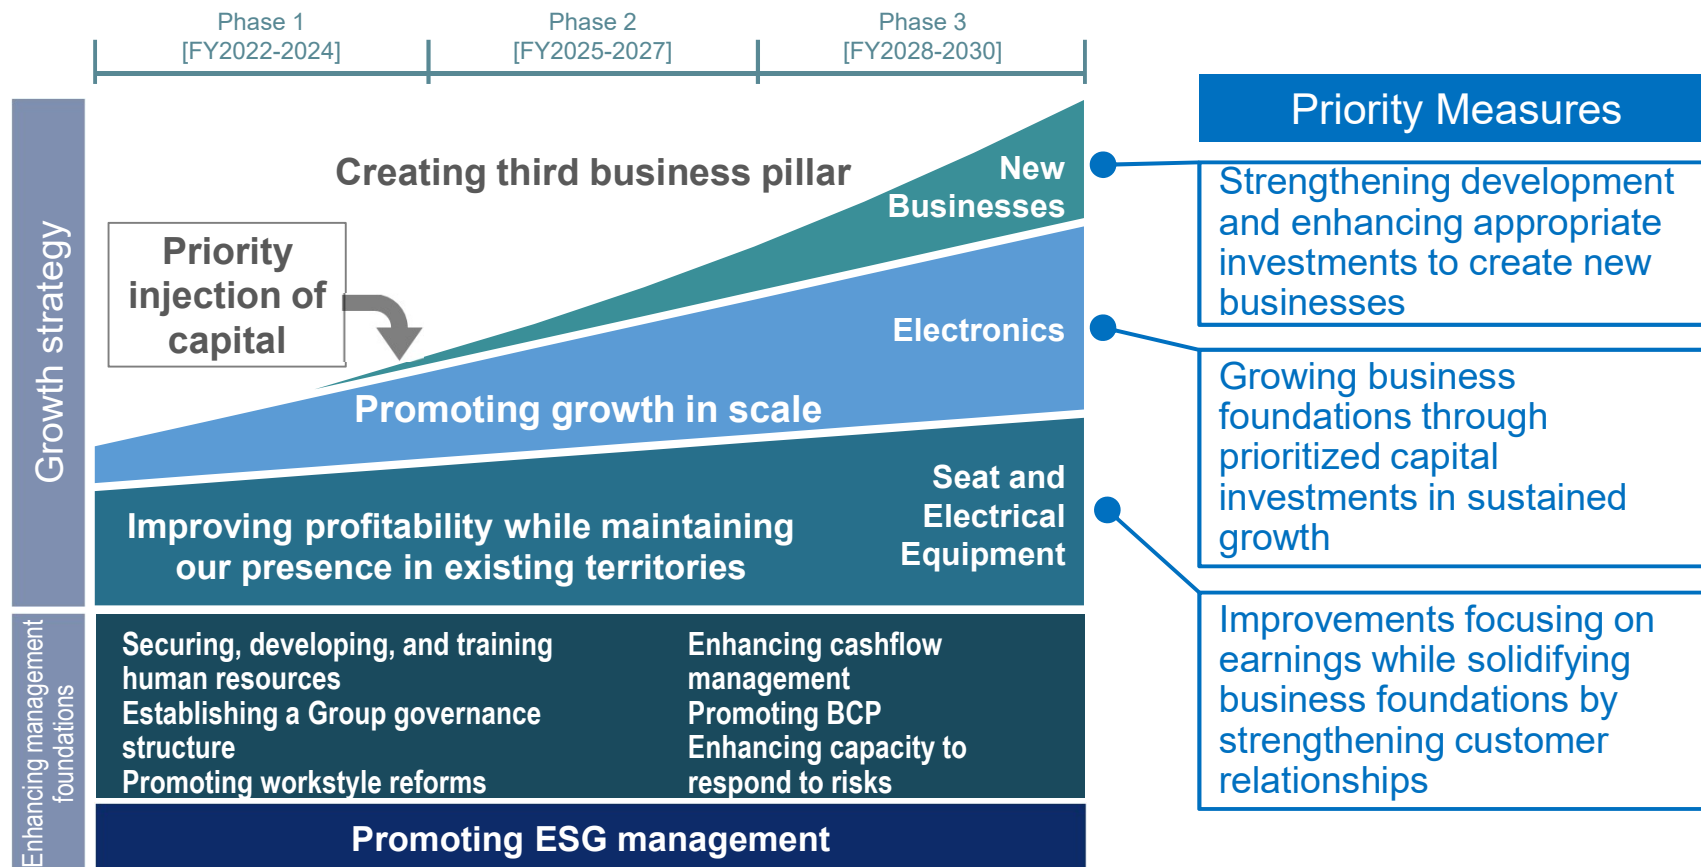 Phase 1
[FY2022-2024]
Phase 2
[FY2025-2027]
Phase 3
[FY2028-2030]
Growth strategy
Creating third business pillar
Priority
injection of
capital
New
Businesses
Electronics
Promoting growth in scale
Seat and
Electrical
Equipment
Improving profitability while maintaining
our presence in existing territories
Enhancing management
foundations
Securing, developing, and training
human resources
Establishing a Group governance
structure
Promoting workstyle reforms
Enhancing cashflow
management
Promoting BCP
Enhancing capacity to
respond to risks
Promoting ESG management
Priority Measures
Strengthening development
and enhancing appropriate
investments to create new
businesses
Growing business
foundations through
prioritized capital
investments in sustained
growth
Improvements focusing on
earnings while solidifying
business foundations by
strengthening customer
relationships